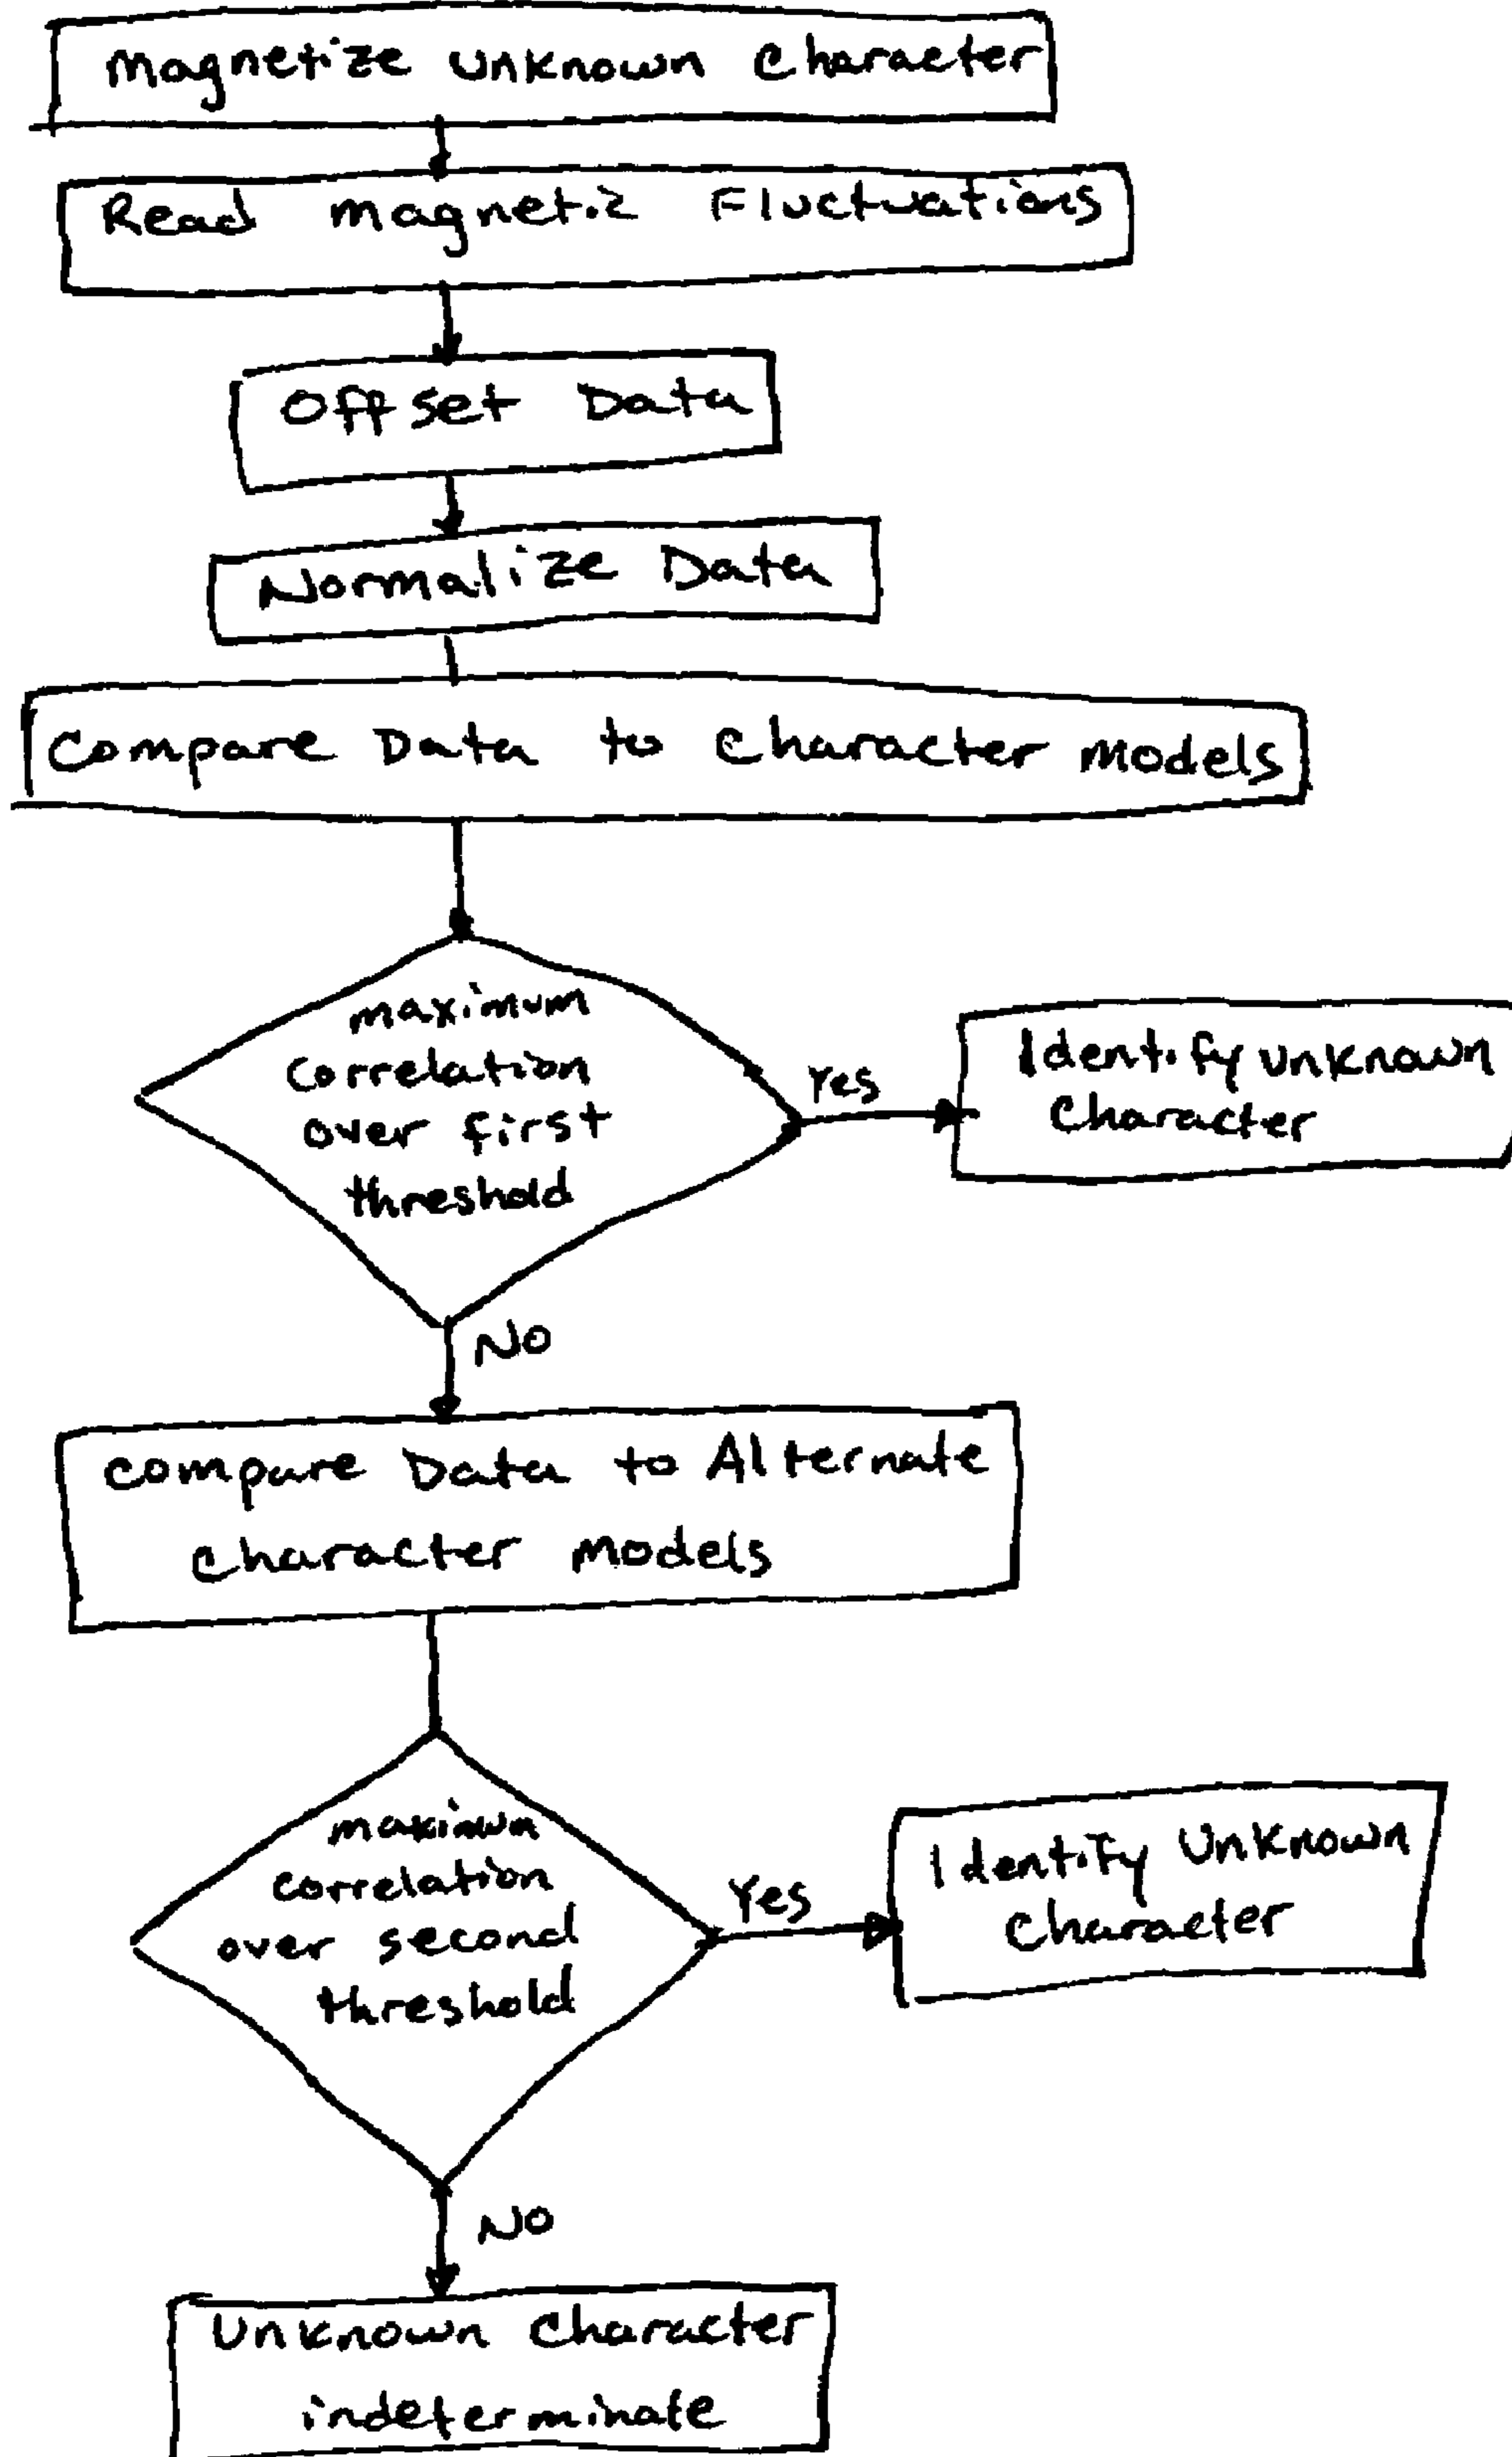 Magnetize Unknown Character
Read Magnetic Fluctuations
Offset Data
Normalize Data
Compare Data to Character Models
maximum
correlation
over first
threshold
Yes
Identify unknown
Character
NO
Compare Data to Alternate
Character Models
maximum
correlation
over second
threshold
Yes
Identify Unknown
Character
NO
Unknown Character
indeterminate